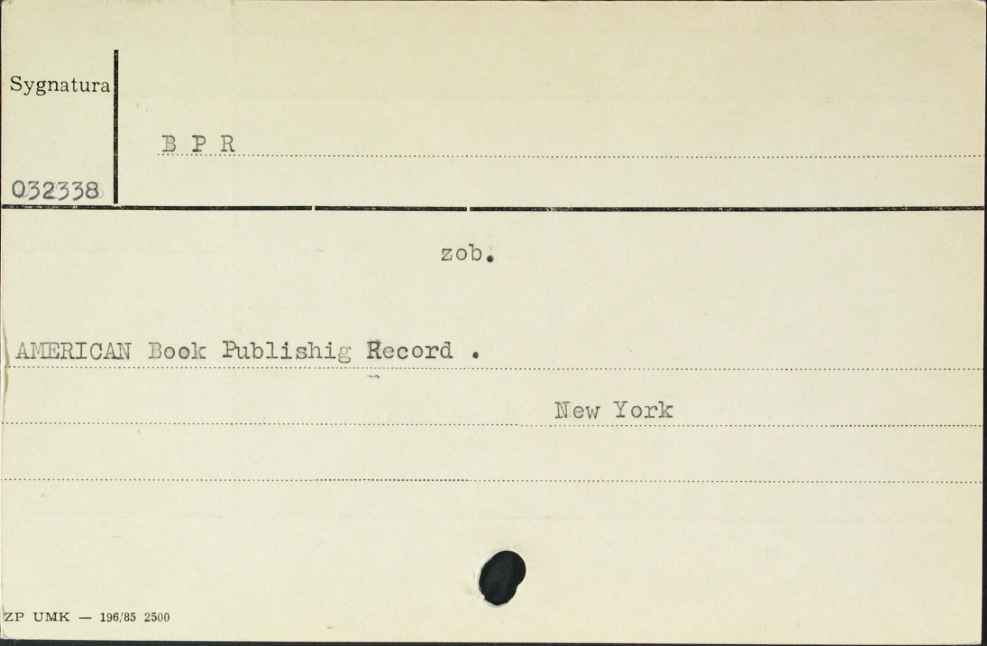 Sygnatura
B P R
032338
zob.
AMERICAN Book Publishig Record .
New York
ZP UMK — 196/85 2500